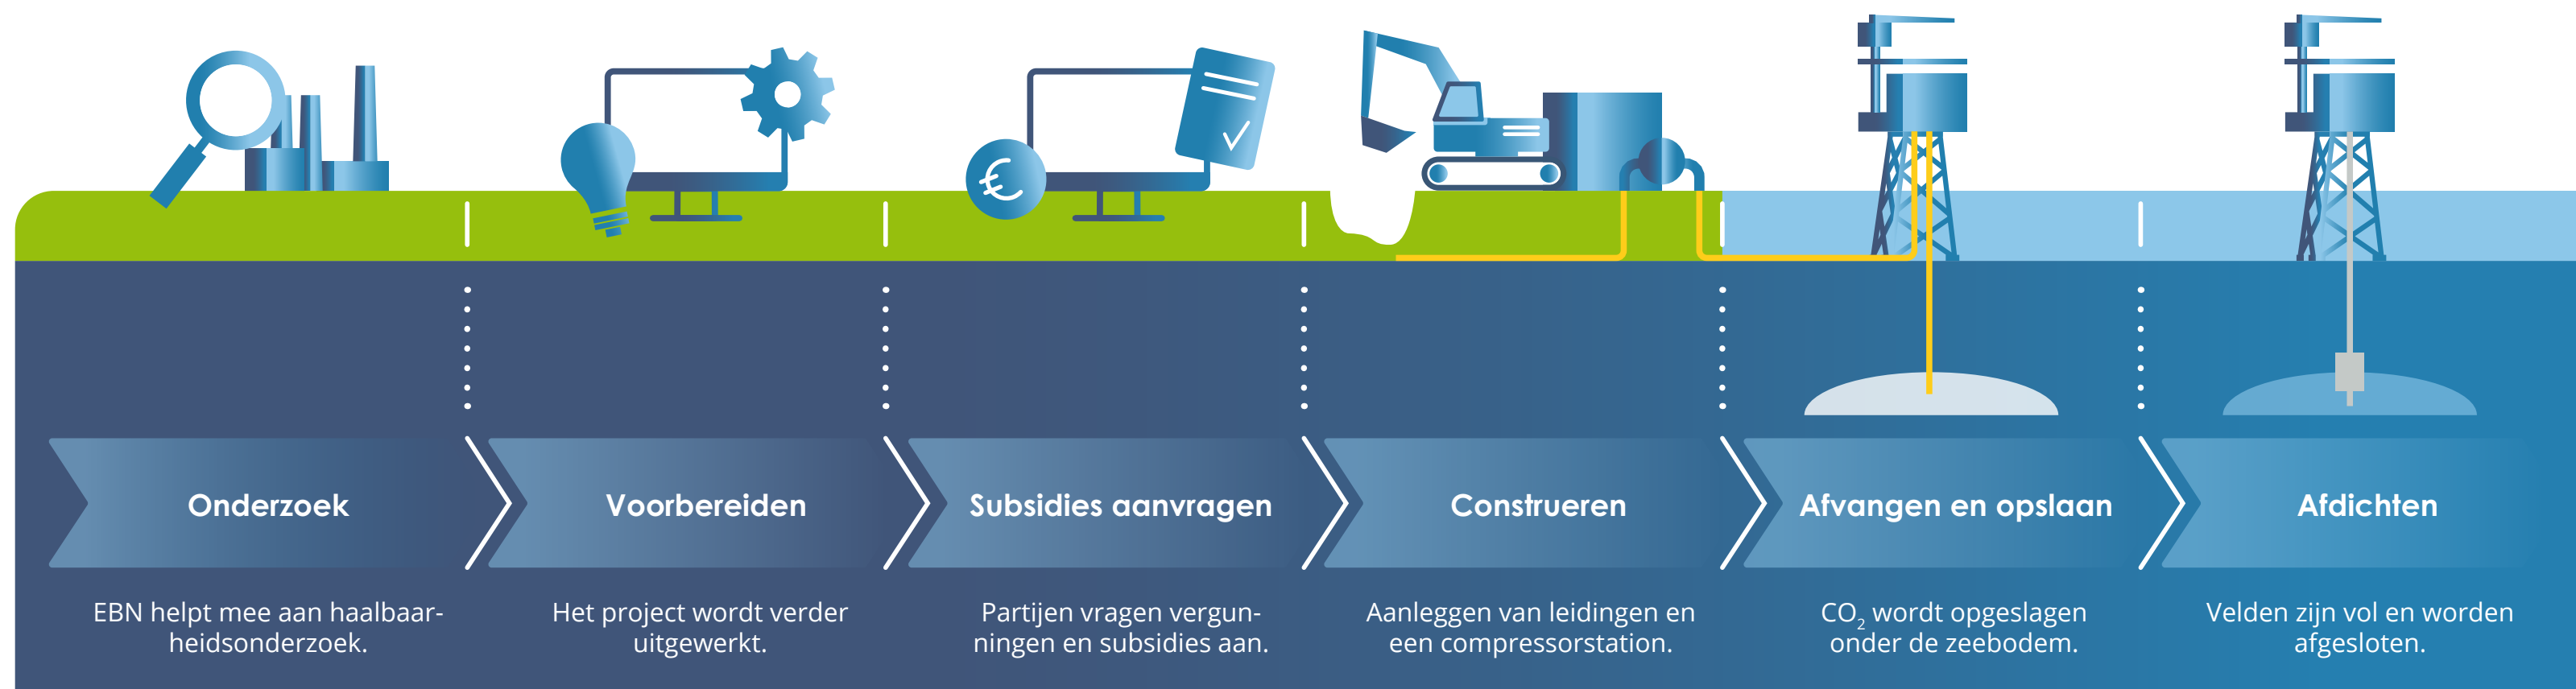 €
Onderzoek
EBN helpt mee aan haalbaar-
heidsonderzoek.
Voorbereiden
Het project wordt verder
uitgewerkt.
Subsidies aanvragen
Partijen vragen vergun-
ningen en subsidies aan.
Construeren
Aanleggen van leidingen en
een compressorstation.
Afvangen en opslaan
CO₂ wordt opgeslagen
onder de zeebodem.
Afdichten
Velden zijn vol en worden
afgesloten.